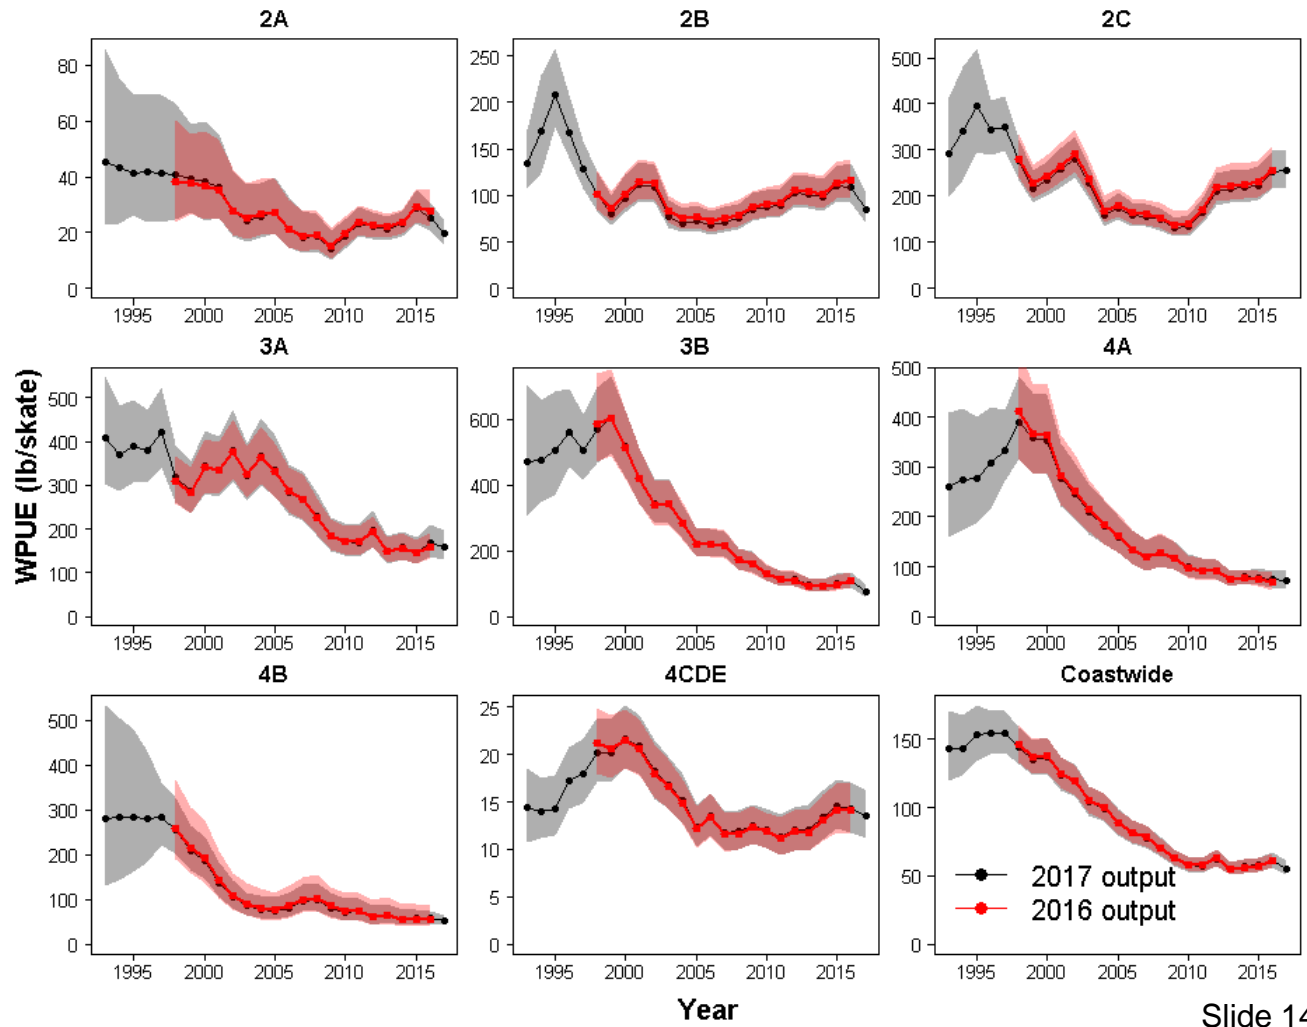 2A 2B 2C
80 60 40 20 0
250 200 150 100 50 0
500 400 300 200 100 0
1995 2000 2005 2010 2015 1995 2000 2005 2010 2015 1995 2000 2005 2010 2015
3A 3B 4A
WPUE (lb/skate)
500 400 300 200 100 0
600 400 200 0
500 400 300 200 100 0
1995 2000 2005 2010 2015 1995 2000 2005 2010 2015 1995 2000 2005 2010 2015
4B 4CDE Coastwide
500 400 300 200 100 0
25 20 15 10 5 0
150 100 50 0
2017 output
2016 output
1995 2000 2005 2010 2015 1995 2000 2005 2010 2015 1995 2000 2005 2010 2015
Year
Slide 14